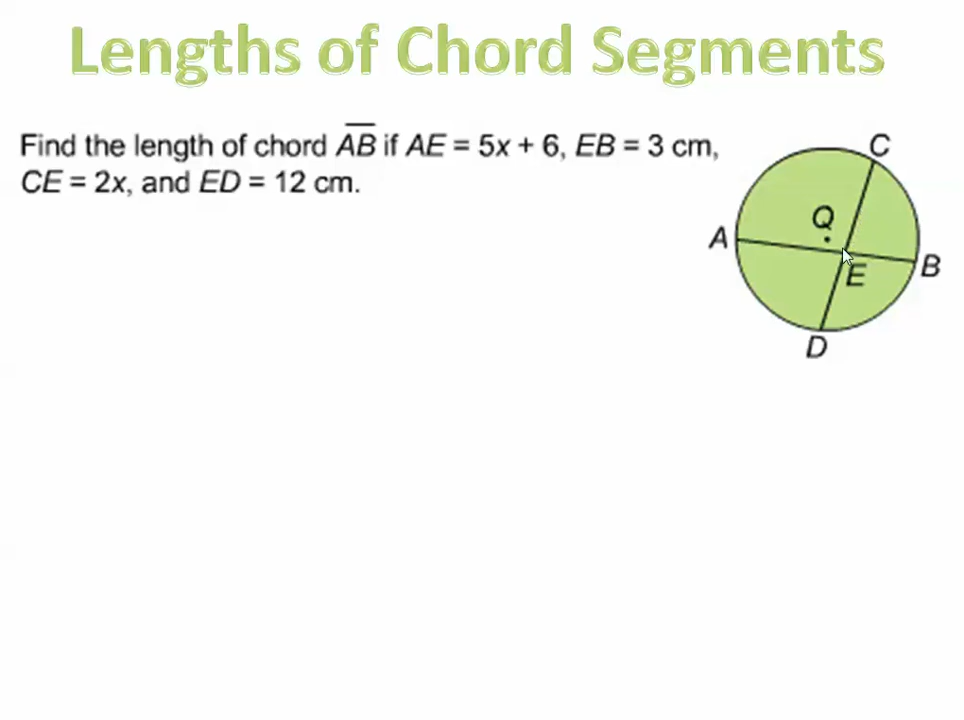 Lengths of Chord Segments
Find the length of chord A̅B̅ if AE = 5x + 6, EB = 3 cm,
CE = 2x, and ED = 12 cm.
C
Q
A
B
E
D